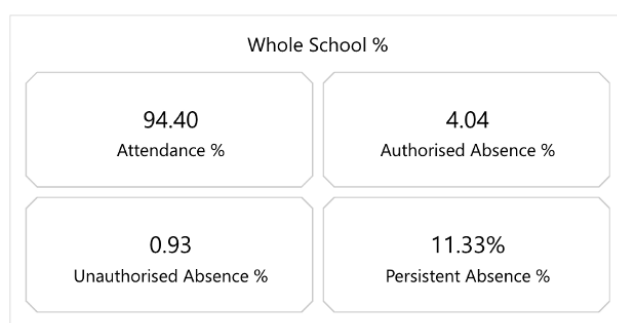 Whole School %
94.40
Attendance %
4.04
Authorised Absence %
0.93
Unauthorised Absence %
11.33%
Persistent Absence %